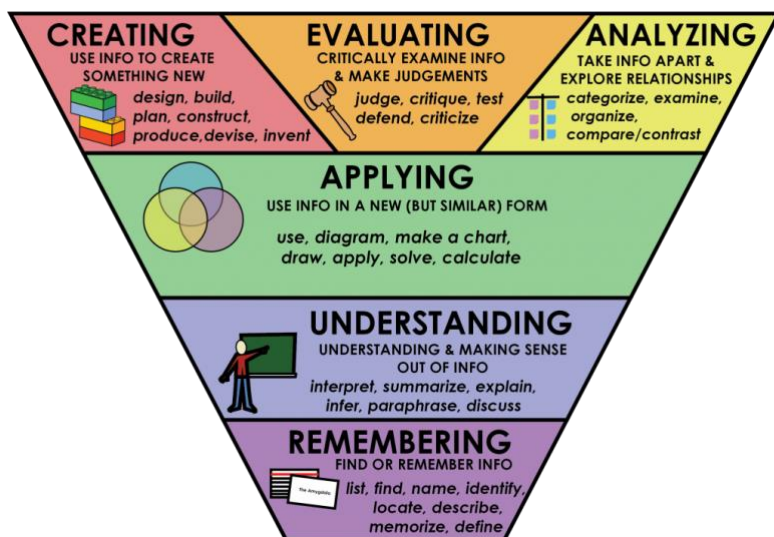 CREATING
USE INFO TO CREATE
SOMETHING NEW
design, build,
plan, construct,
produce,devise, invent
EVALUATING
CRITICALLY EXAMINE INFO
& MAKE JUDGEMENTS
judge, critique, test
defend, criticize
ANALYZING
TAKE INFO APART &
EXPLORE RELATIONSHIPS
categorize, examine,
organize,
compare/contrast
APPLYING
USE INFO IN A NEW (BUT SIMILAR) FORM
use, diagram, make a chart,
draw, apply, solve, calculate
UNDERSTANDING
UNDERSTANDING & MAKING SENSE
OUT OF INFO
interpret, summarize, explain,
infer, paraphrase, discuss
REMEMBERING
FIND OR REMEMBER INFO
The Amygdala
list, find, name, identify,
locate, describe,
memorize, define